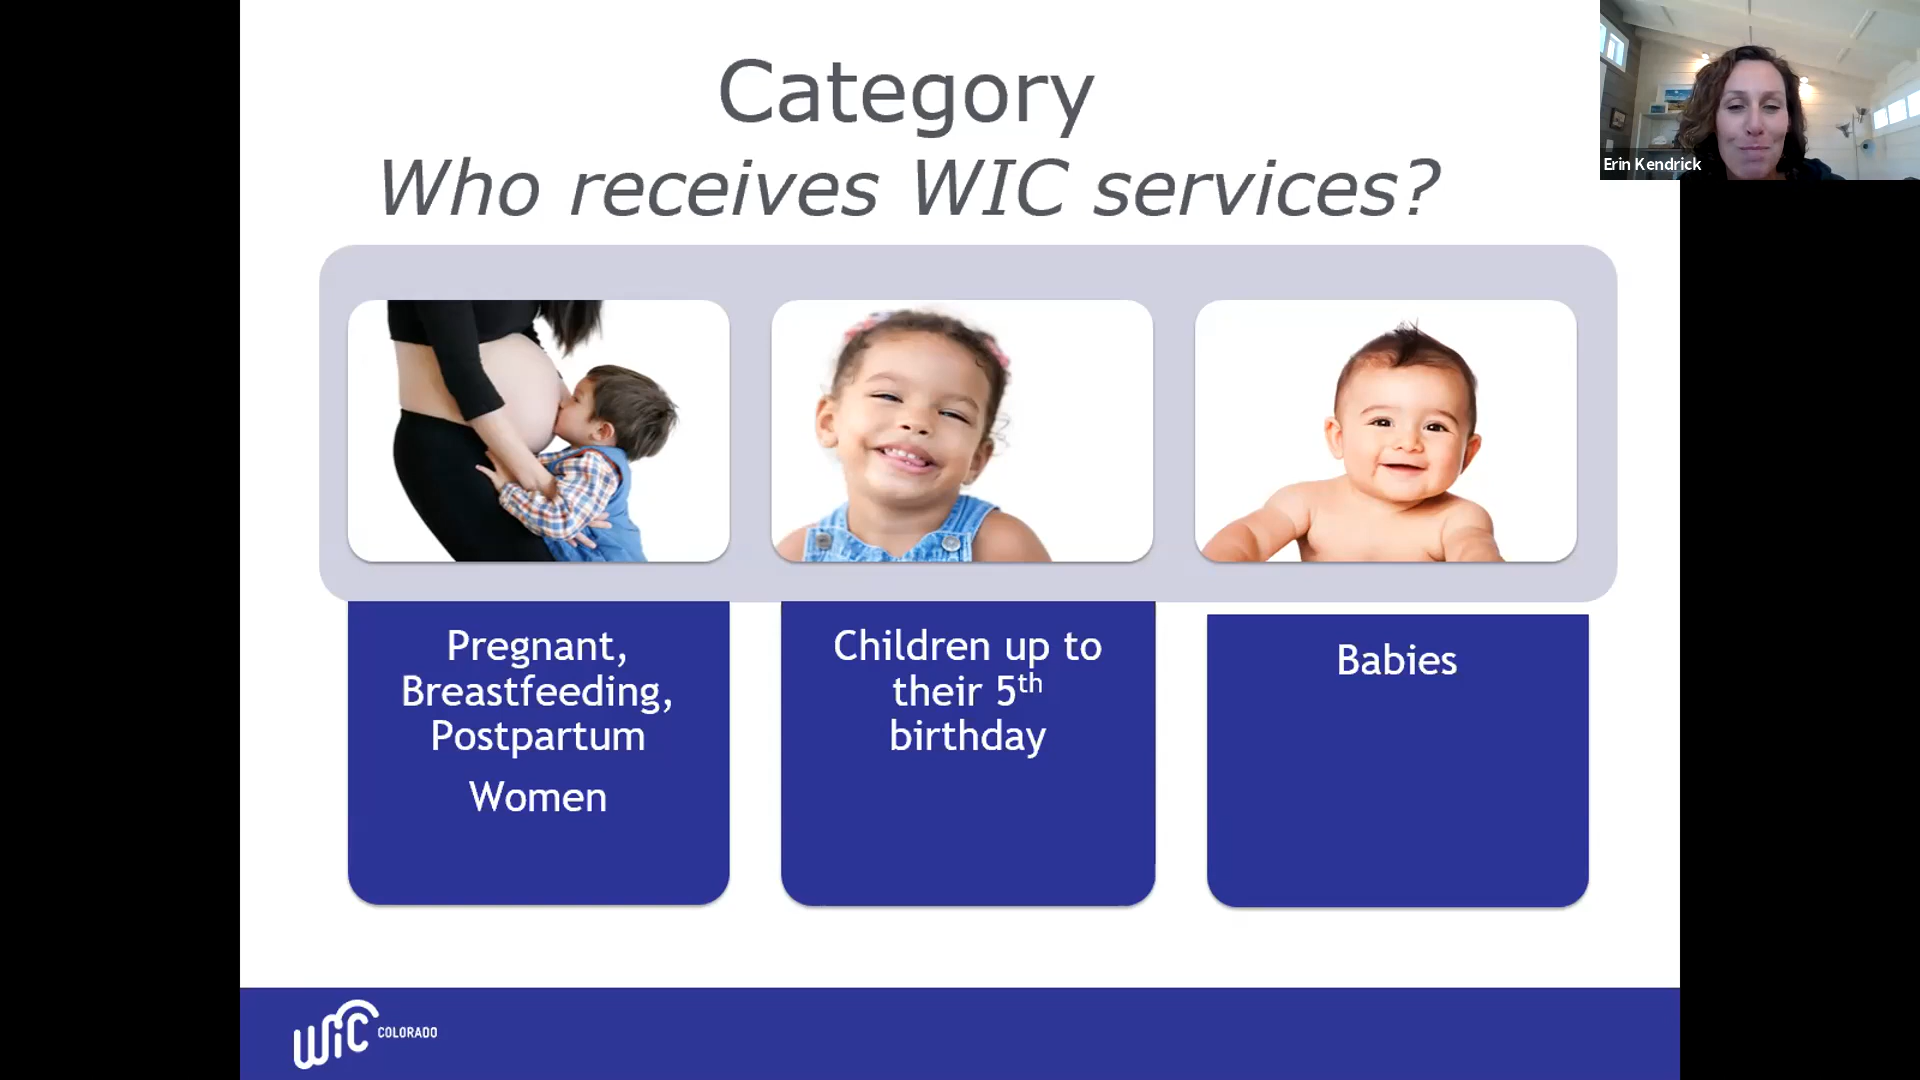 Category
Who receives WIC services?
Erin Kendrick
Pregnant,
Breastfeeding,
Postpartum
Women
Children up to
their 5th
birthday
Babies
WIC COLORADO